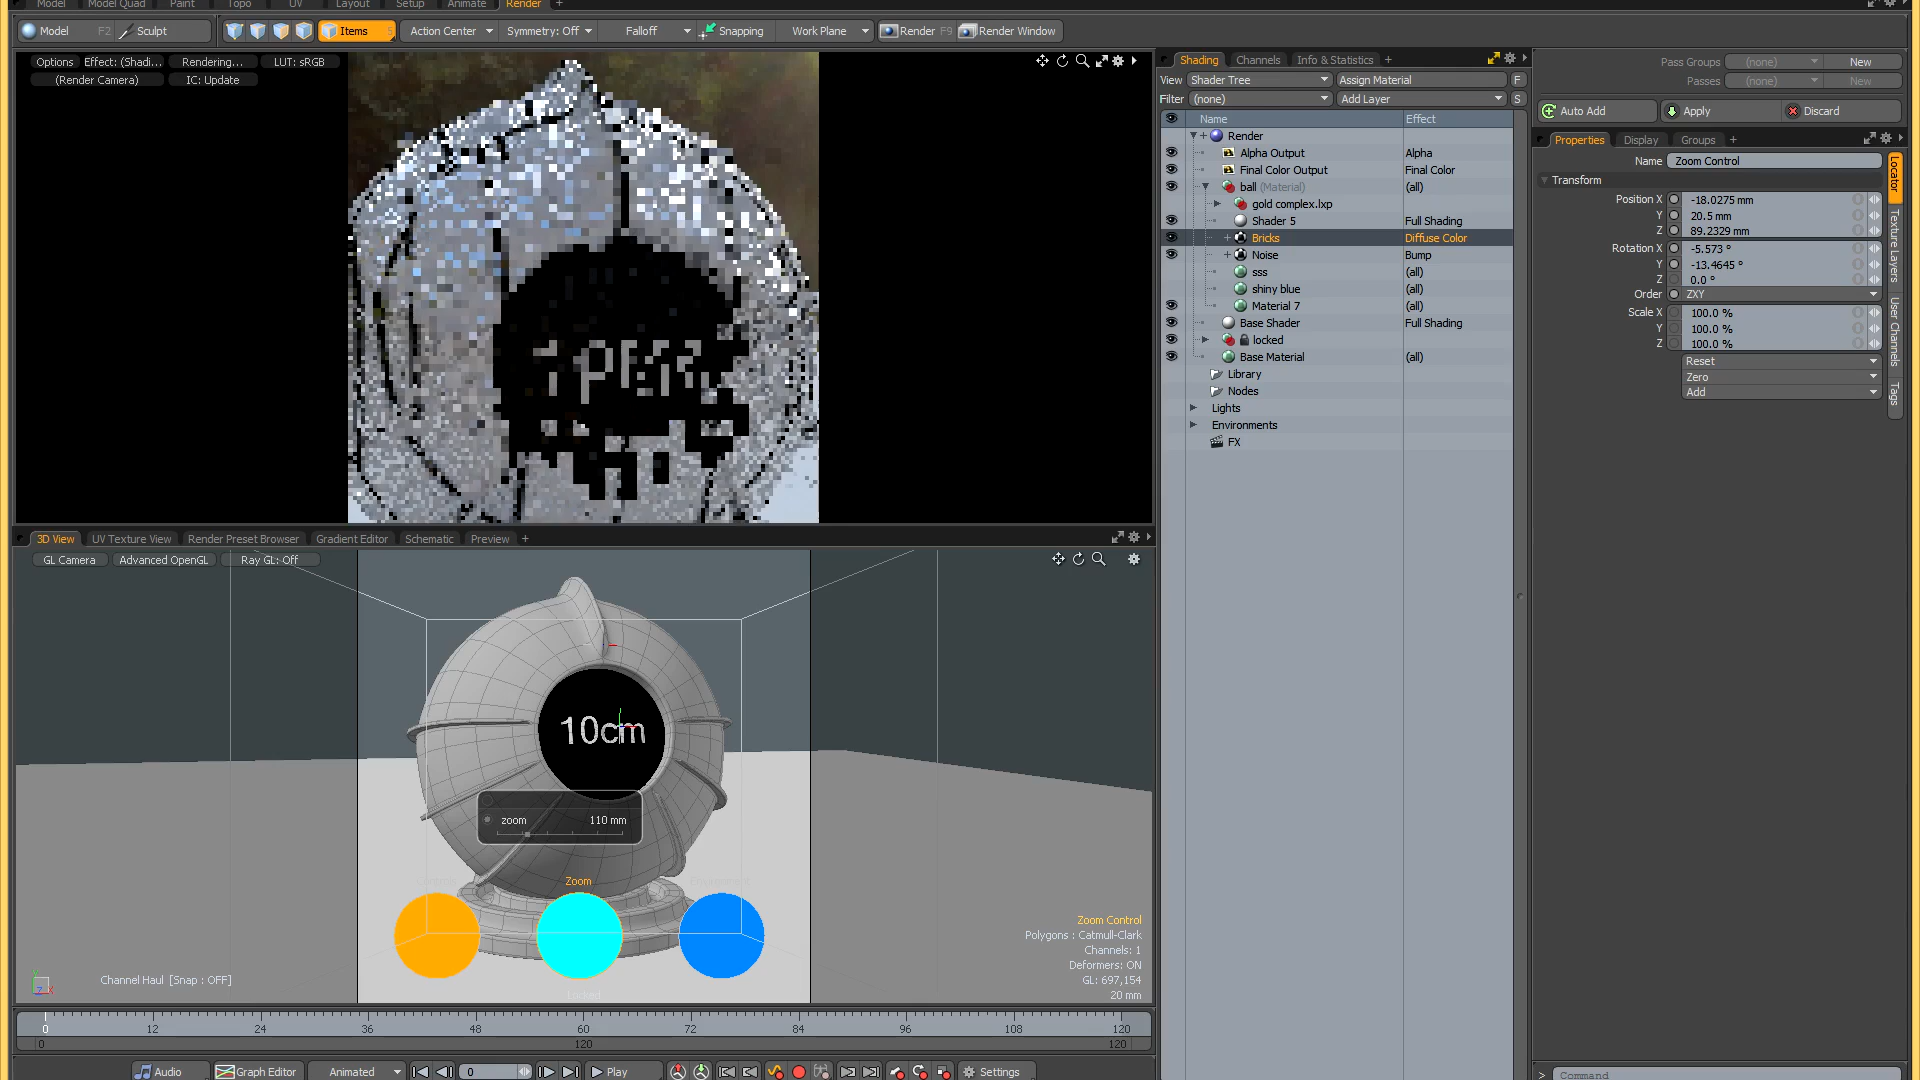 Model Model Quad Paint Topo UV Layout Setup Animate Render +
Model F2 Sculpt Items 5 Action Center Symmetry: Off Falloff Snapping Work Plane Render F9 Render Window
Options Effect: (Shadi... Rendering... LUT: sRGB
(Render Camera) IC: Update
Shading Channels Info & Statistics +
View Shader Tree Assign Material F
Filter (none) Add Layer S
Name Effect
Render
Alpha Output Alpha
Final Color Output Final Color
ball (Material) (all)
gold complex.lxp
Shader 5 Full Shading
Bricks Diffuse Color
Noise Bump
sss (all)
shiny blue (all)
Material 7 (all)
Base Shader Full Shading
locked
Base Material (all)
Library
Nodes
Lights
Environments
FX
Pass Groups (none) New
Passes (none) New
Auto Add Apply Discard
Properties Display Groups +
Name Zoom Control
Transform
Position X -18.0275 mm
Y 20.5 mm
Z 89.2329 mm
Rotation X -5.573 °
Y -13.4645 °
Z 0.0 °
Order ZXY
Scale X 100.0 %
Y 100.0 %
Z 100.0 %
Reset
Zero
Add
Locator
Texture Layers
User Channels
Tags
3D View UV Texture View Render Preset Browser Gradient Editor Schematic Preview +
GL Camera Advanced OpenGL Ray GL: Off
10cm
zoom 110 mm
Zoom
Locked
Zoom Control
Polygons : Catmull-Clark
Channels: 1
Deformers: ON
GL: 697,154
20 mm
Channel Haul [Snap : OFF]
0 12 24 36 48 60 72 84 96 108 120
0 120 120
Audio Graph Editor Animated 0 Play Settings
> Command